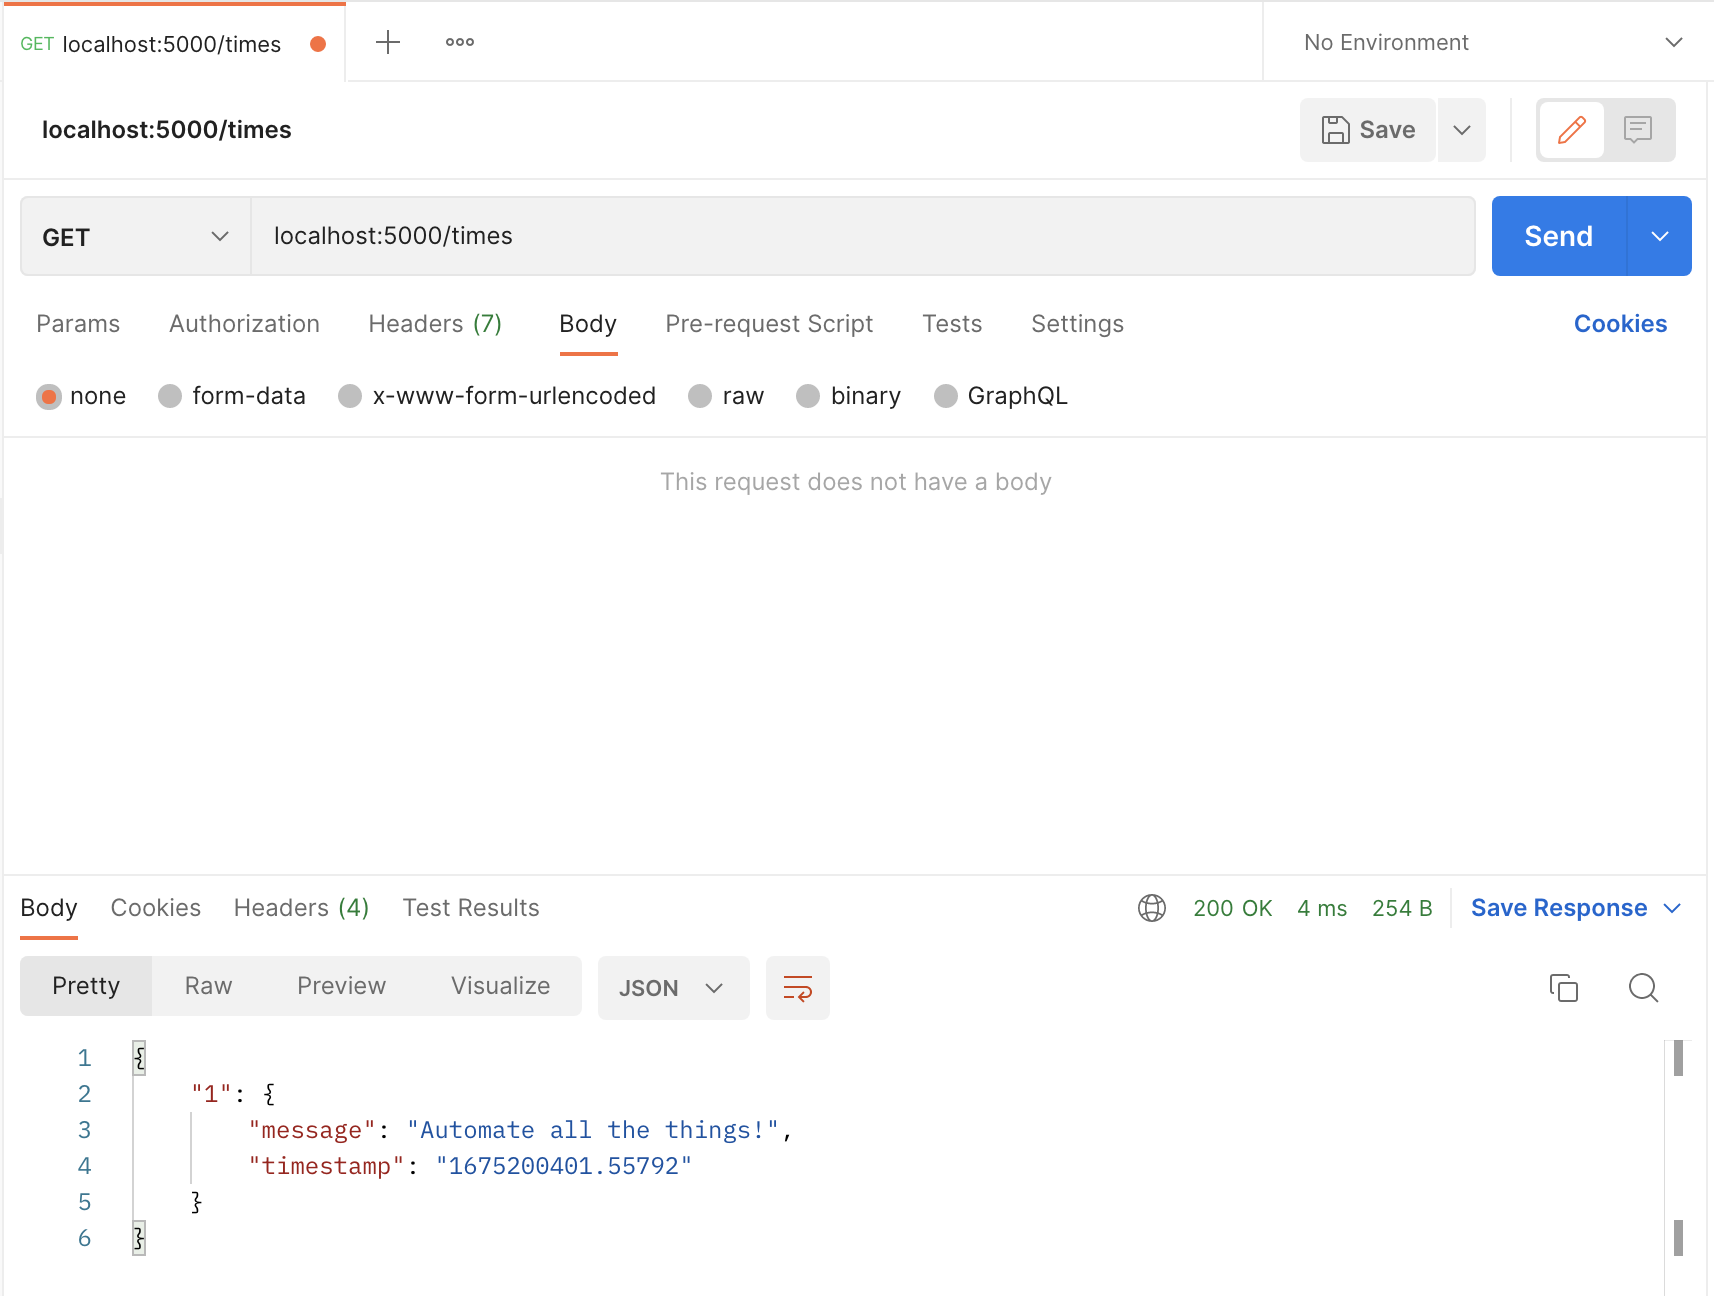 GET localhost:5000/times
No Environment
localhost:5000/times
Save
GET localhost:5000/times Send
Params Authorization Headers (7) Body Pre-request Script Tests Settings Cookies
none form-data x-www-form-urlencoded raw binary GraphQL
This request does not have a body
Body Cookies Headers (4) Test Results 200 OK 4 ms 254 B Save Response
Pretty Raw Preview Visualize JSON
1 {
2 "1": {
3 "message": "Automate all the things!",
4 "timestamp": "1675200401.55792"
5 }
6 }